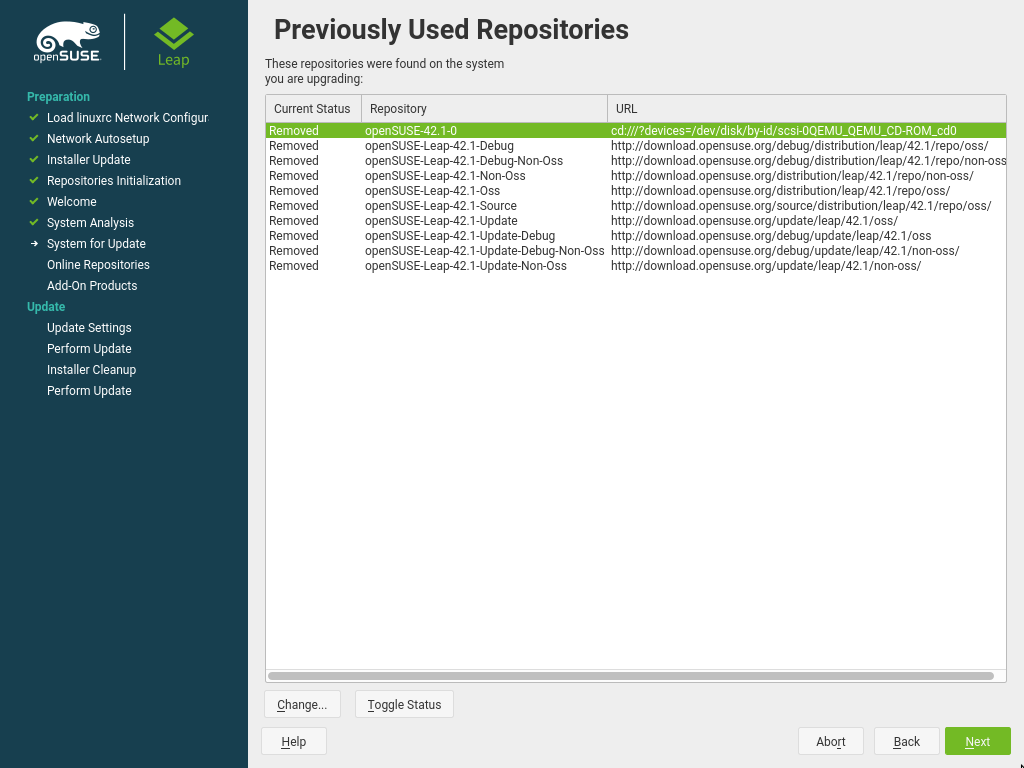 openSUSE
Leap
Preparation
Load linuxrc Network Configur
Network Autosetup
Installer Update
Repositories Initialization
Welcome
System Analysis
System for Update
Online Repositories
Add-On Products
Update
Update Settings
Perform Update
Installer Cleanup
Perform Update
Previously Used Repositories
These repositories were found on the system
you are upgrading:
Current Status Repository URL
Removed openSUSE-42.1-0 cd:///?devices=/dev/disk/by-id/scsi-0QEMU_QEMU_CD-ROM_cd0
Removed openSUSE-Leap-42.1-Debug http://download.opensuse.org/debug/distribution/leap/42.1/repo/oss/
Removed openSUSE-Leap-42.1-Debug-Non-Oss http://download.opensuse.org/debug/distribution/leap/42.1/repo/non-oss
Removed openSUSE-Leap-42.1-Non-Oss http://download.opensuse.org/distribution/leap/42.1/repo/non-oss/
Removed openSUSE-Leap-42.1-Oss http://download.opensuse.org/distribution/leap/42.1/repo/oss/
Removed openSUSE-Leap-42.1-Source http://download.opensuse.org/source/distribution/leap/42.1/repo/oss/
Removed openSUSE-Leap-42.1-Update http://download.opensuse.org/update/leap/42.1/oss/
Removed openSUSE-Leap-42.1-Update-Debug http://download.opensuse.org/debug/update/leap/42.1/oss
Removed openSUSE-Leap-42.1-Update-Debug-Non-Oss http://download.opensuse.org/debug/update/leap/42.1/non-oss/
Removed openSUSE-Leap-42.1-Update-Non-Oss http://download.opensuse.org/update/leap/42.1/non-oss/
Change... Toggle Status
Help Abort Back Next